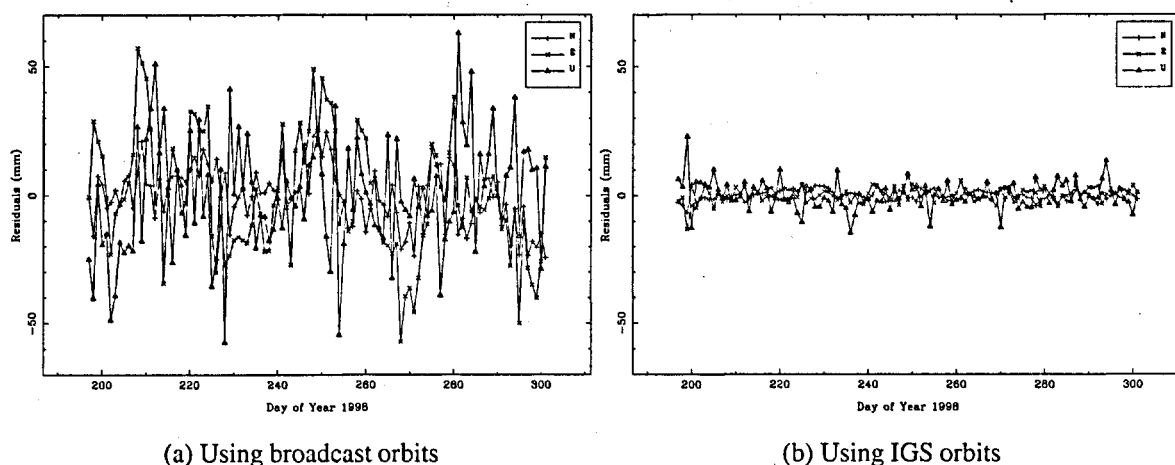 N
E
U
50
0
-50
Residuals (mm)
200
220
240
260
280
300
Day of Year 1998
(a) Using broadcast orbits
N
E
U
50
0
-50
Residuals (mm)
200
220
240
260
280
300
Day of Year 1998
(b) Using IGS orbits